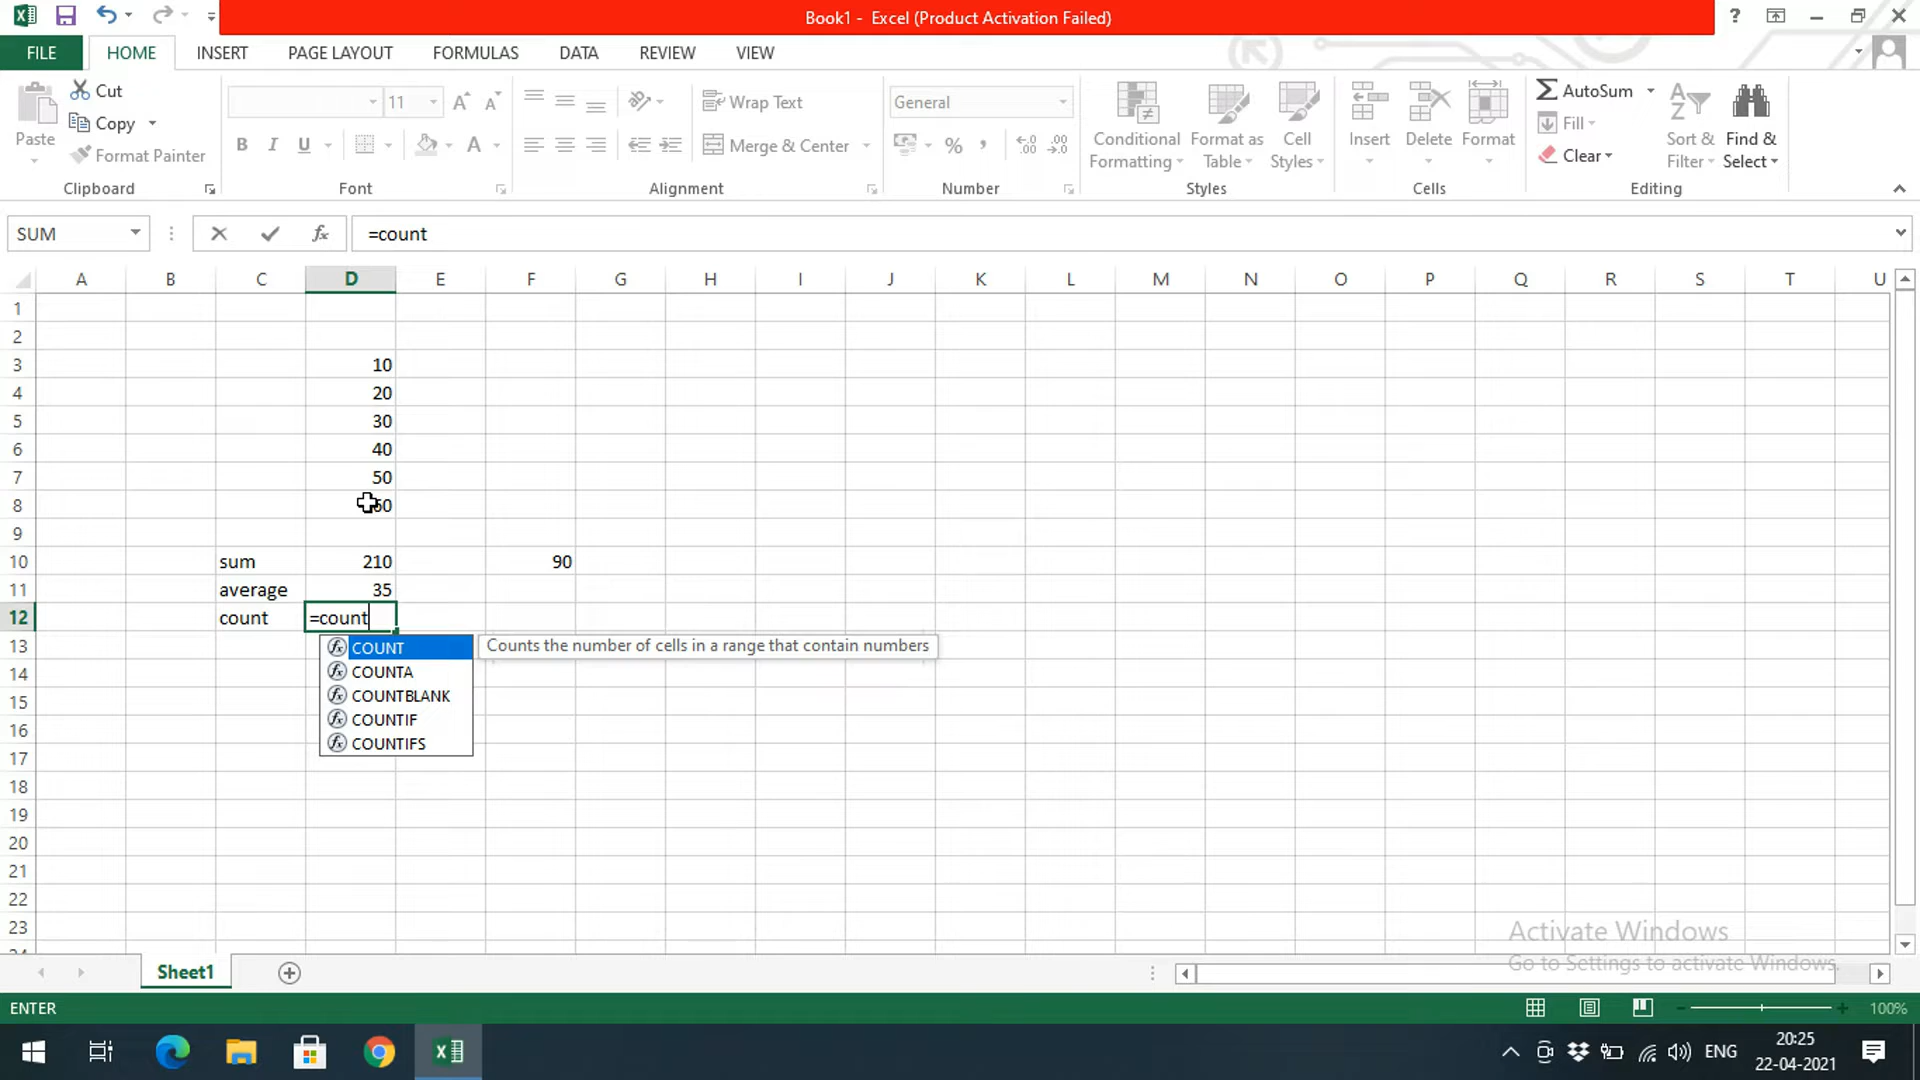 Book1 - Excel (Product Activation Failed)
FILE HOME INSERT PAGE LAYOUT FORMULAS DATA REVIEW VIEW
Paste
Cut
Copy
Format Painter
Clipboard
11
B I U A
Font
Wrap Text
Merge & Center
Alignment
General
%
Number
Conditional Formatting
Format as Table
Cell Styles
Styles
Insert
Delete
Format
Cells
AutoSum
Fill
Clear
Sort & Filter
Find & Select
Editing
SUM fx =count
A B C D E F G H I J K L M N O P Q R S T U
1
2
3 10
4 20
5 30
6 40
7 50
8
9
10 sum 210 90
11 average 35
12 count =count
13
14
15
16
17
18
19
20
21
22
23
COUNT
Counts the number of cells in a range that contain numbers
COUNTA
COUNTBLANK
COUNTIF
COUNTIFS
Activate Windows
Go to Settings to activate Windows.
Sheet1
ENTER
100%
ENG
20:25
22-04-2021